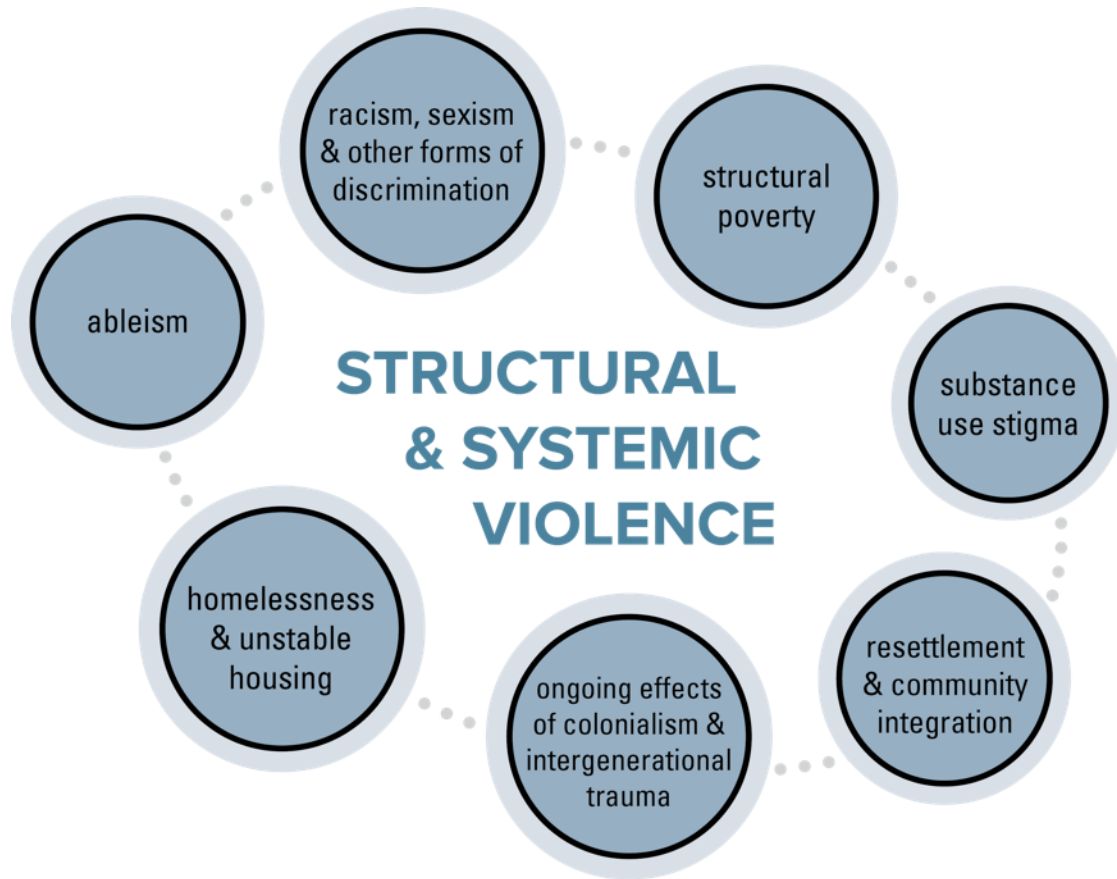 racism, sexism
& other forms of
discrimination
structural
poverty
ableism
substance
use stigma
STRUCTURAL
& SYSTEMIC
VIOLENCE
homelessness
& unstable
housing
ongoing effects
of colonialism &
intergenerational
trauma
resettlement
& community
integration